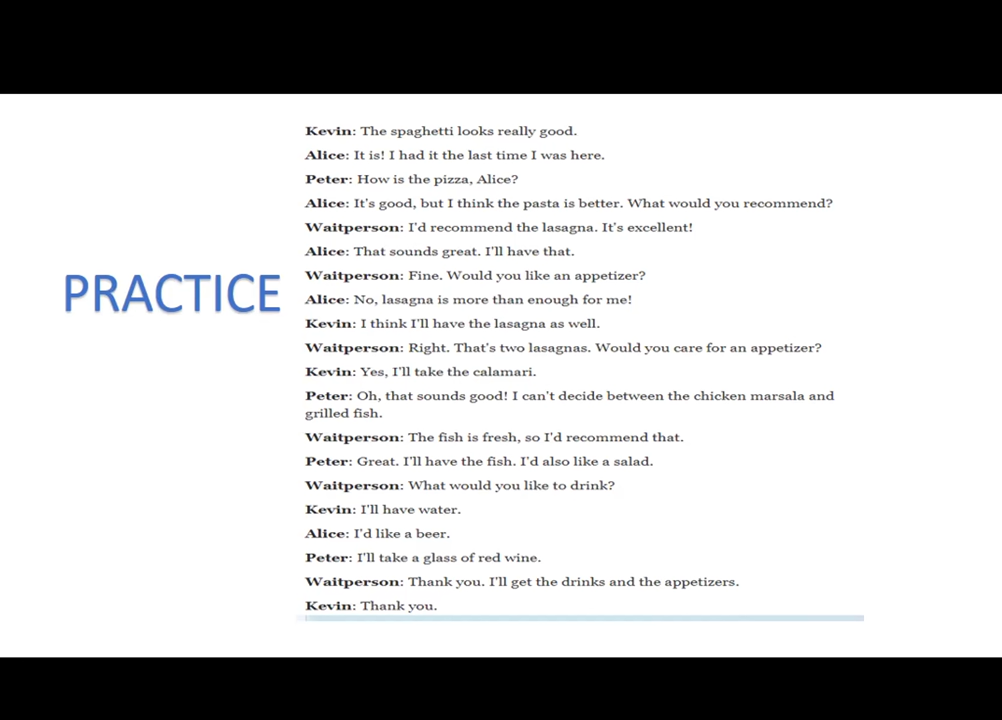 PRACTICE
Kevin: The spaghetti looks really good.
Alice: It is! I had it the last time I was here.
Peter: How is the pizza, Alice?
Alice: It's good, but I think the pasta is better. What would you recommend?
Waitperson: I'd recommend the lasagna. It's excellent!
Alice: That sounds great. I'll have that.
Waitperson: Fine. Would you like an appetizer?
Alice: No, lasagna is more than enough for me!
Kevin: I think I'll have the lasagna as well.
Waitperson: Right. That's two lasagnas. Would you care for an appetizer?
Kevin: Yes, I'll take the calamari.
Peter: Oh, that sounds good! I can't decide between the chicken marsala and
grilled fish.
Waitperson: The fish is fresh, so I'd recommend that.
Peter: Great. I'll have the fish. I'd also like a salad.
Waitperson: What would you like to drink?
Kevin: I'll have water.
Alice: I'd like a beer.
Peter: I'll take a glass of red wine.
Waitperson: Thank you. I'll get the drinks and the appetizers.
Kevin: Thank you.